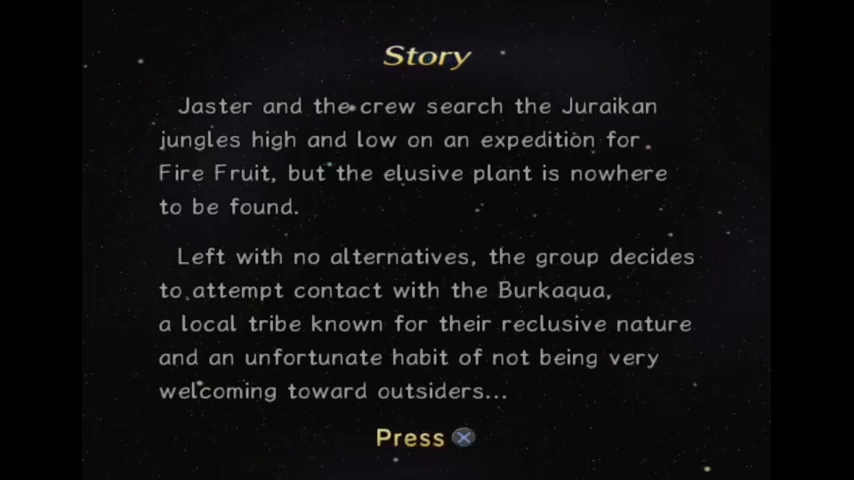 Story
Jaster and the crew search the Juraikan
jungles high and low on an expedition for
Fire Fruit, but the elusive plant is nowhere
to be found.
Left with no alternatives, the group decides
to attempt contact with the Burkaqua,
a local tribe known for their reclusive nature
and an unfortunate habit of not being very
welcoming toward outsiders...
Press